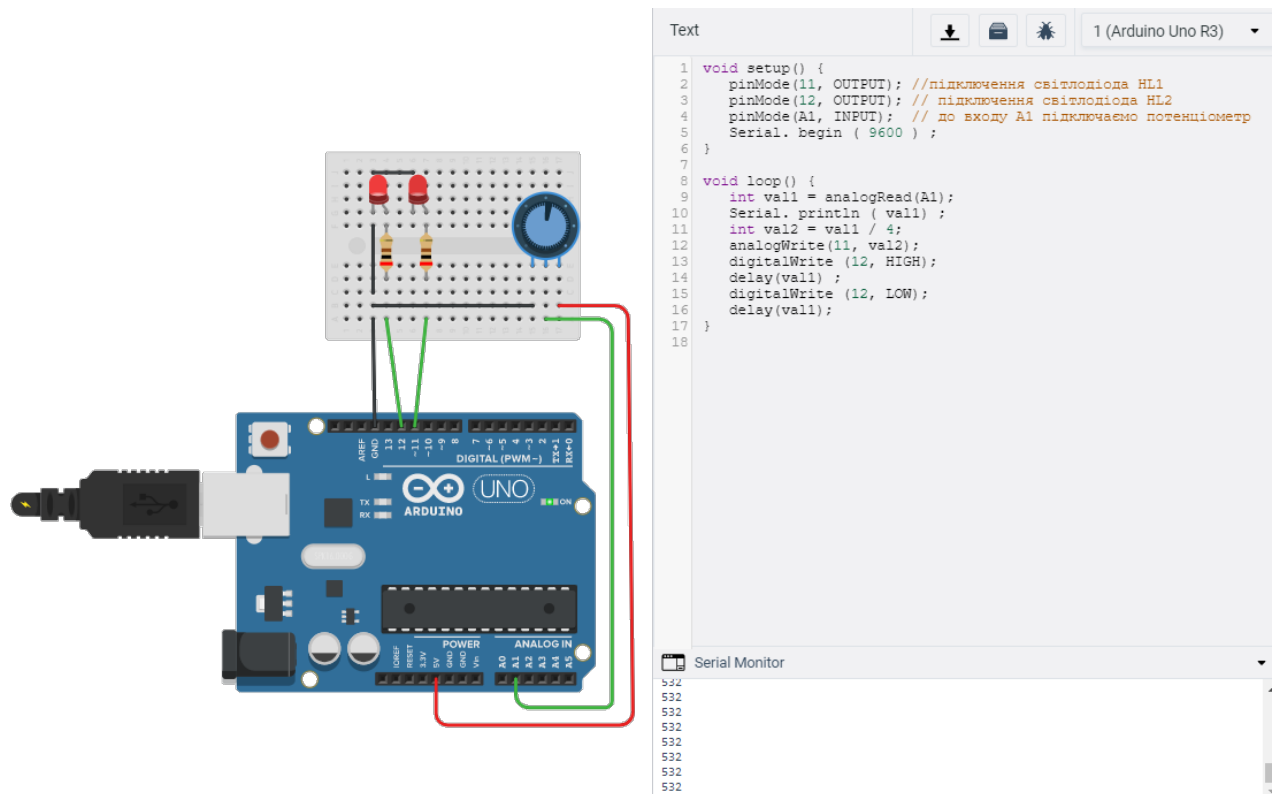 Text
1 (Arduino Uno R3)
1 void setup() {
2 pinMode(11, OUTPUT); //підключення світлодіода HL1
3 pinMode(12, OUTPUT); // підключення світлодіода HL2
4 pinMode(A1, INPUT); // до входу А1 підключаємо потенціометр
5 Serial. begin ( 9600 ) ;
6 }
7
8 void loop() {
9 int val1 = analogRead(A1);
10 Serial. println ( val1) ;
11 int val2 = val1 / 4;
12 analogWrite(11, val2);
13 digitalWrite (12, HIGH);
14 delay(val1) ;
15 digitalWrite (12, LOW);
16 delay(val1);
17 }
18
AREF
GND
13
12
~11
~10
~9
8
7
~6
~5
4
~3
2
TX→1
RX←0
DIGITAL (PWM~)
L
TX
RX
ARDUINO
UNO
ON
POWER
ANALOG IN
IOREF
RESET
3.3V
5V
GND
GND
Vin
A0
A1
A2
A3
A4
A5
Serial Monitor
532
532
532
532
532
532
532
532